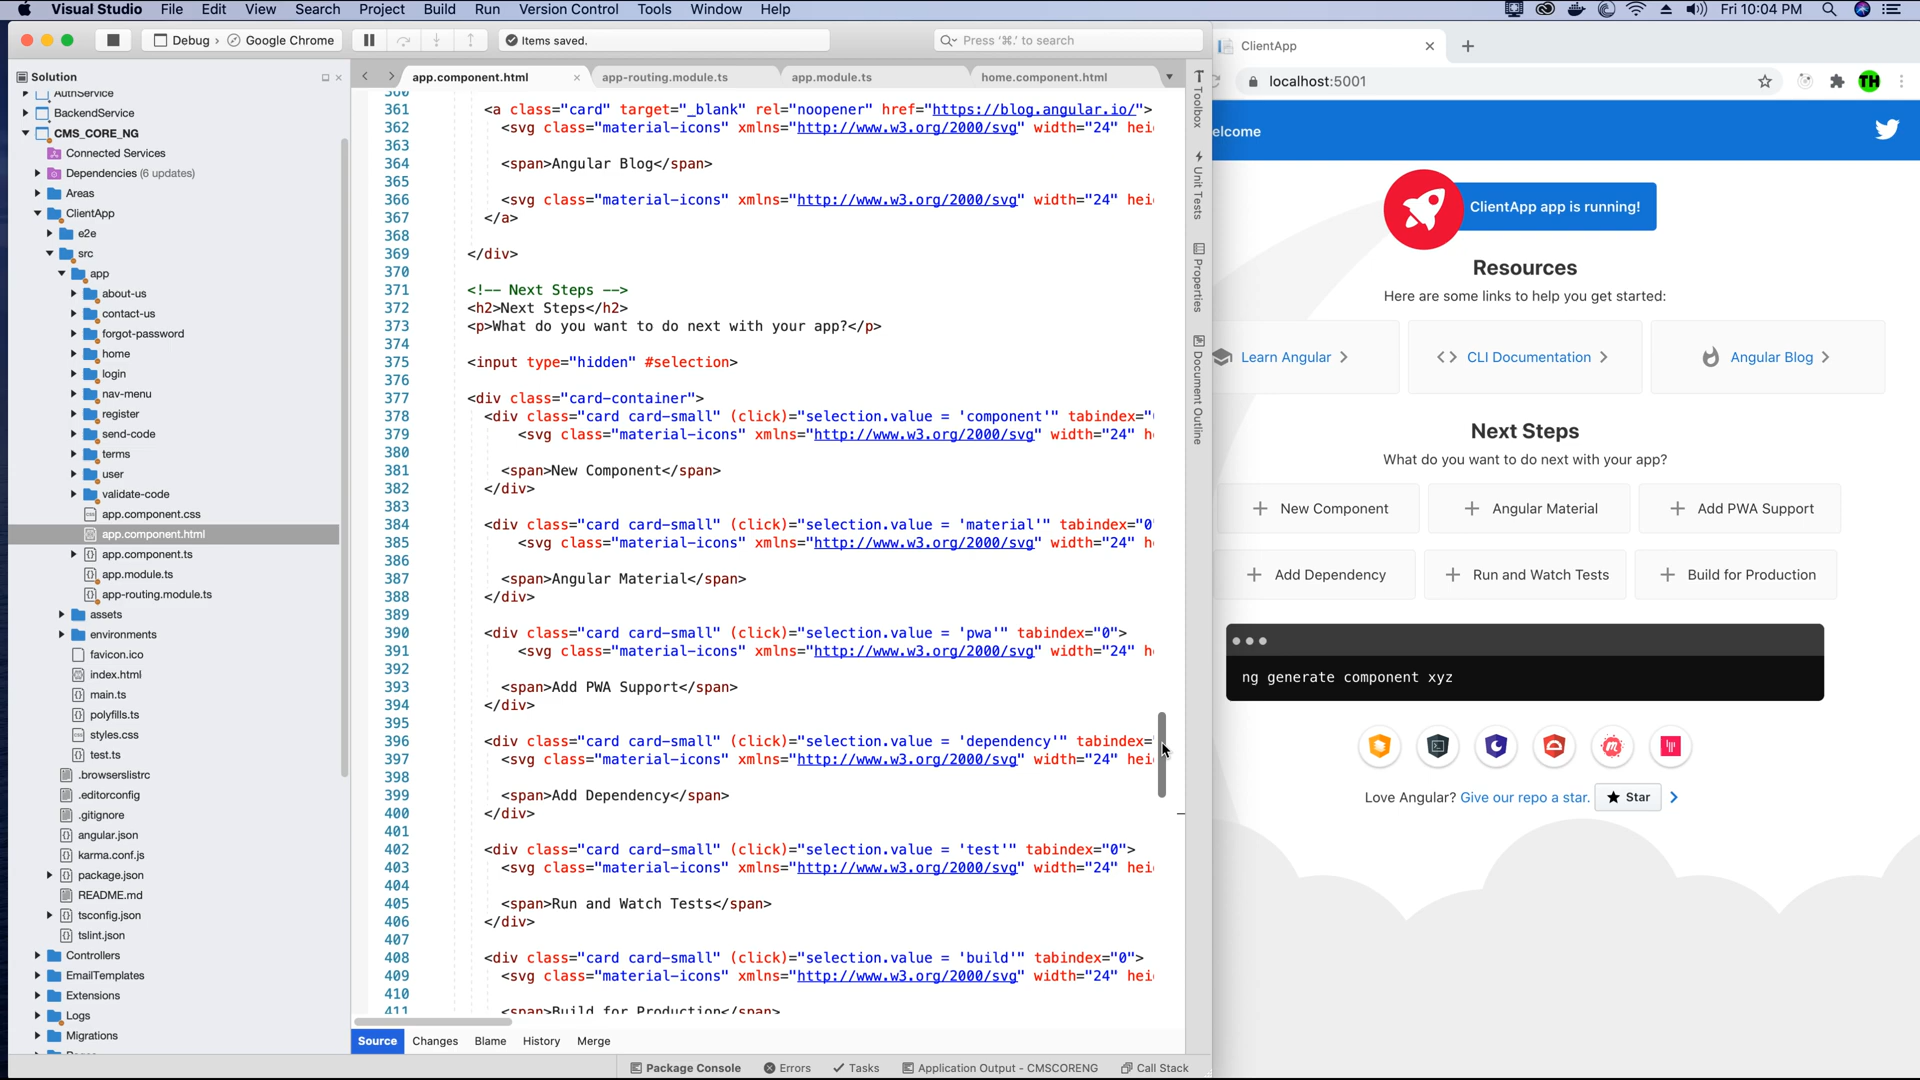 Visual Studio File Edit View Search Project Build Run Version Control Tools Window Help
Fri 10:04 PM
Debug › Google Chrome
Items saved.
Press '⌘.' to search
Solution
AuthService
BackendService
CMS_CORE_NG
Connected Services
Dependencies (6 updates)
Areas
ClientApp
e2e
src
app
about-us
contact-us
forgot-password
home
login
nav-menu
register
send-code
terms
user
validate-code
app.component.css
app.component.html
app.component.ts
app.module.ts
app-routing.module.ts
assets
environments
favicon.ico
index.html
main.ts
polyfills.ts
styles.css
test.ts
.browserslistrc
.editorconfig
.gitignore
angular.json
karma.conf.js
package.json
README.md
tsconfig.json
tslint.json
Controllers
EmailTemplates
Extensions
Logs
Migrations
app.component.html app-routing.module.ts app.module.ts home.component.html
360
361 <a class="card" target="_blank" rel="noopener" href="https://blog.angular.io/">
362 <svg class="material-icons" xmlns="http://www.w3.org/2000/svg" width="24" hei
363
364 <span>Angular Blog</span>
365
366 <svg class="material-icons" xmlns="http://www.w3.org/2000/svg" width="24" hei
367 </a>
368
369 </div>
370
371 <!-- Next Steps -->
372 <h2>Next Steps</h2>
373 <p>What do you want to do next with your app?</p>
374
375 <input type="hidden" #selection>
376
377 <div class="card-container">
378 <div class="card card-small" (click)="selection.value = 'component'" tabindex="
379 <svg class="material-icons" xmlns="http://www.w3.org/2000/svg" width="24" h
380
381 <span>New Component</span>
382 </div>
383
384 <div class="card card-small" (click)="selection.value = 'material'" tabindex="0"
385 <svg class="material-icons" xmlns="http://www.w3.org/2000/svg" width="24" h
386
387 <span>Angular Material</span>
388 </div>
389
390 <div class="card card-small" (click)="selection.value = 'pwa'" tabindex="0">
391 <svg class="material-icons" xmlns="http://www.w3.org/2000/svg" width="24" h
392
393 <span>Add PWA Support</span>
394 </div>
395
396 <div class="card card-small" (click)="selection.value = 'dependency'" tabindex=
397 <svg class="material-icons" xmlns="http://www.w3.org/2000/svg" width="24" hei
398
399 <span>Add Dependency</span>
400 </div>
401
402 <div class="card card-small" (click)="selection.value = 'test'" tabindex="0">
403 <svg class="material-icons" xmlns="http://www.w3.org/2000/svg" width="24" hei
404
405 <span>Run and Watch Tests</span>
406 </div>
407
408 <div class="card card-small" (click)="selection.value = 'build'" tabindex="0">
409 <svg class="material-icons" xmlns="http://www.w3.org/2000/svg" width="24" hei
410
411 <span>Build for Production</span>
Source Changes Blame History Merge
Package Console Errors Tasks Application Output - CMSCORENG Call Stack
Toolbox
Unit Tests
Properties
Document Outline
ClientApp
localhost:5001
TH
elcome
ClientApp app is running!
Resources
Here are some links to help you get started:
Learn Angular CLI Documentation Angular Blog
Next Steps
What do you want to do next with your app?
New Component Angular Material Add PWA Support
Add Dependency Run and Watch Tests Build for Production
ng generate component xyz
Love Angular? Give our repo a star. Star